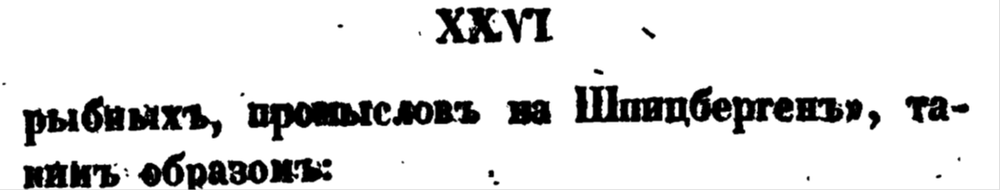 XXVI
рыбныхъ, промысловъ на Шпицбергенъ», та-
кимъ образомъ: